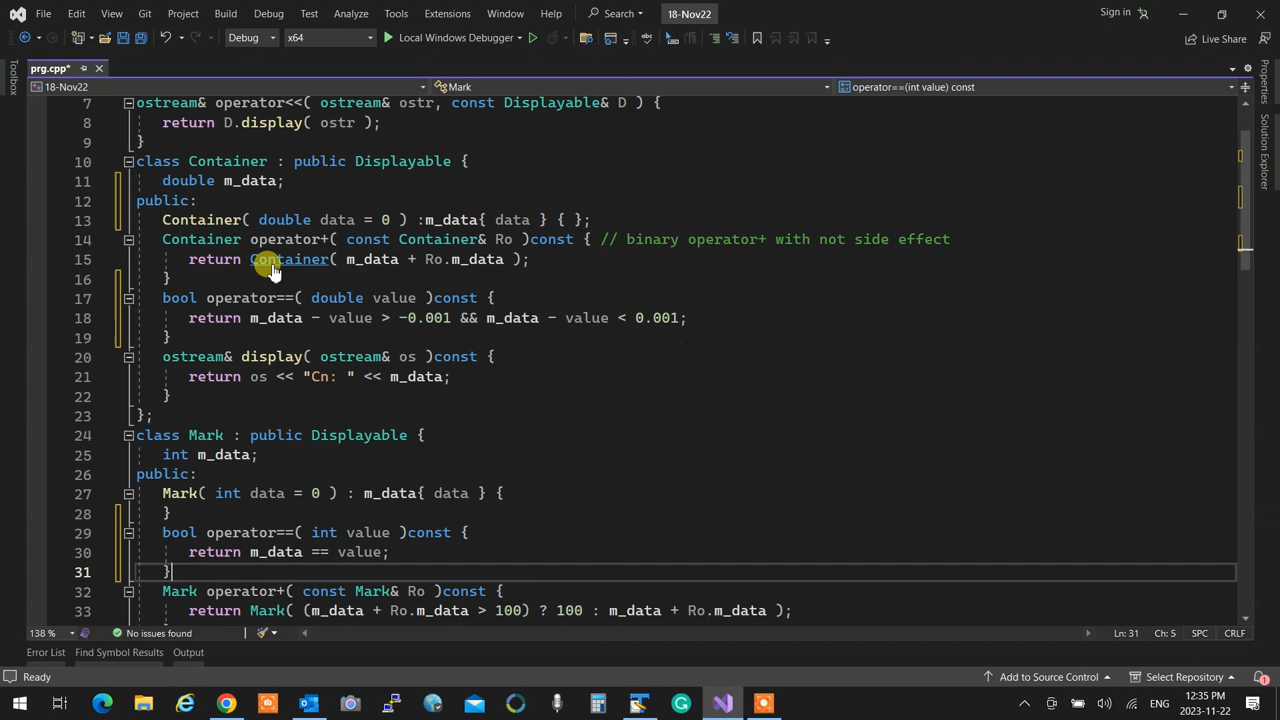 File Edit View Git Project Build Debug Test Analyze Tools Extensions Window Help Search 18-Nov22 Sign in
Debug x64 Local Windows Debugger Live Share
Toolbox
prg.cpp*
18-Nov22 Mark operator==(int value) const
7 ostream& operator<<( ostream& ostr, const Displayable& D ) {
8 return D.display( ostr );
9 }
10 class Container : public Displayable {
11 double m_data;
12 public:
13 Container( double data = 0 ) :m_data{ data } { };
14 Container operator+( const Container& Ro )const { // binary operator+ with not side effect
15 return Container( m_data + Ro.m_data );
16 }
17 bool operator==( double value )const {
18 return m_data - value > -0.001 && m_data - value < 0.001;
19 }
20 ostream& display( ostream& os )const {
21 return os << "Cn: " << m_data;
22 }
23 };
24 class Mark : public Displayable {
25 int m_data;
26 public:
27 Mark( int data = 0 ) : m_data{ data } {
28 }
29 bool operator==( int value )const {
30 return m_data == value;
31 }
32 Mark operator+( const Mark& Ro )const {
33 return Mark( (m_data + Ro.m_data > 100) ? 100 : m_data + Ro.m_data );
Properties
Solution Explorer
138 % No issues found Ln: 31 Ch: 5 SPC CRLF
Error List Find Symbol Results Output
Ready Add to Source Control Select Repository
ENG 12:35 PM
2023-11-22